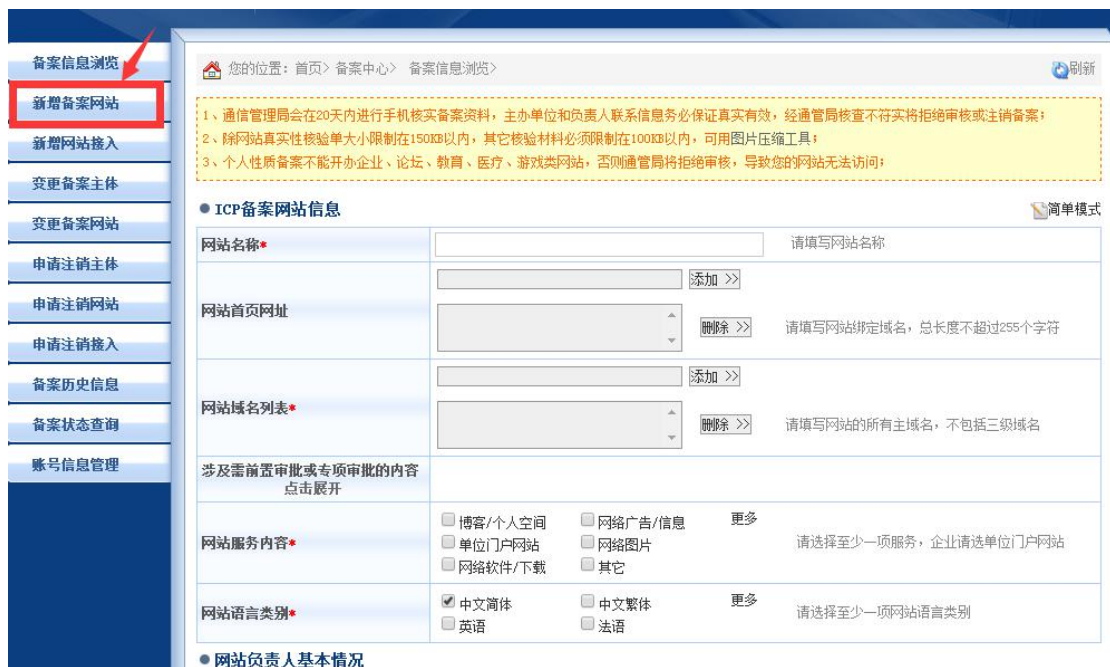 备案信息浏览
新增备案网站
新增网站接入
变更备案主体
变更备案网站
申请注销主体
申请注销网站
申请注销接入
备案历史信息
备案状态查询
账号信息管理
您的位置：首页> 备案中心> 备案信息浏览>
刷新
1、通信管理局会在20天内进行手机核实备案资料，主办单位和负责人联系信息务必保证真实有效，经通管局核查不符实将拒绝审核或注销备案；
2、除网站真实性核验单大小限制在150KB以内，其它核验材料必须限制在100KB以内，可用图片压缩工具；
3、个人性质备案不能开办企业、论坛、教育、医疗、游戏类网站，否则通管局将拒绝审核，导致您的网站无法访问；
ICP备案网站信息
简单模式
网站名称*
请填写网站名称
网站首页网址
添加 >>
删除 >>
请填写网站绑定域名，总长度不超过255个字符
网站域名列表*
添加 >>
删除 >>
请填写网站的所有主域名，不包括三级域名
涉及需前置审批或专项审批的内容
点击展开
网站服务内容*
博客/个人空间 网络广告/信息 更多
单位门户网站 网络图片
网络软件/下载 其它
请选择至少一项服务，企业请选单位门户网站
网站语言类别*
中文简体 中文繁体 更多
英语 法语
请选择至少一项网站语言类别
网站负责人基本情况